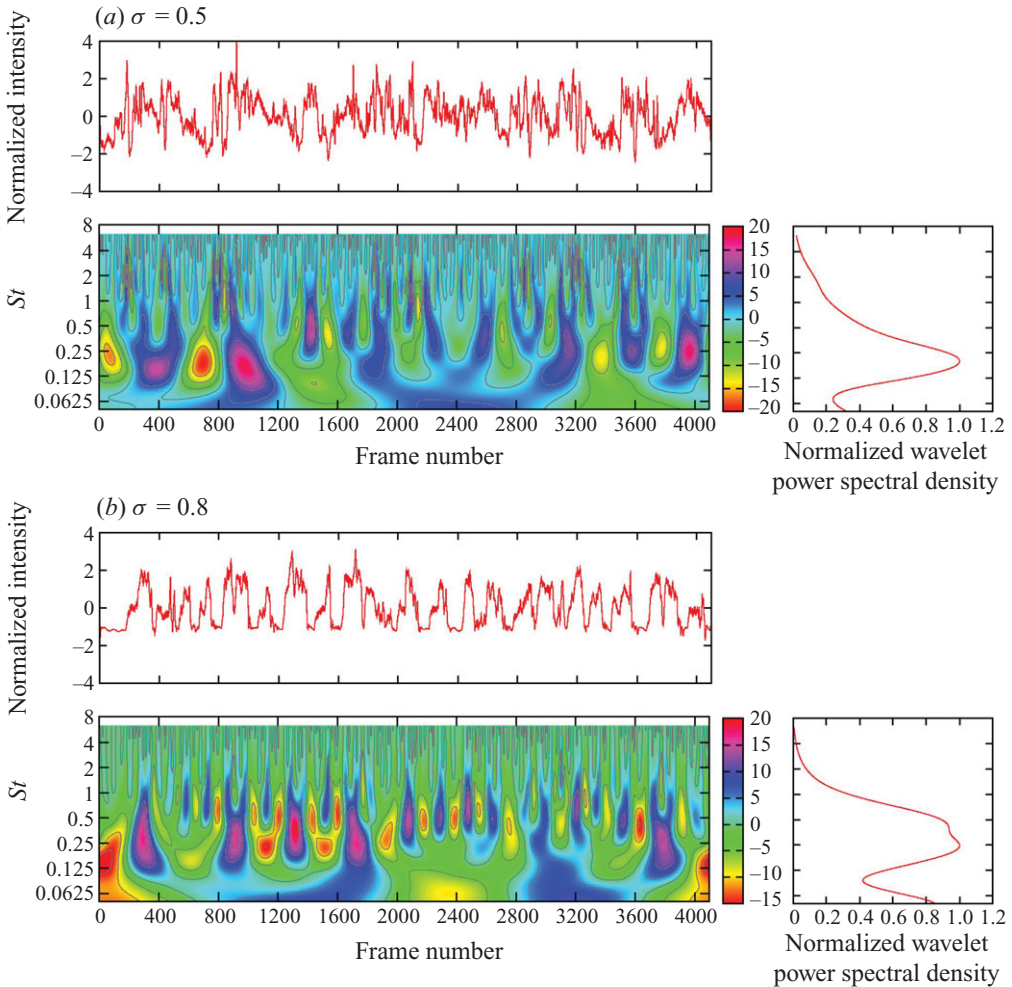 (a) σ = 0.5
Normalized intensity
4
2
0
−2
−4
St
8
4
2
1
0.5
0.25
0.125
0.0625
0 400 800 1200 1600 2000 2400 2800 3200 3600 4000
Frame number
20
15
10
5
0
−5
−10
−15
−20
0 0.2 0.4 0.6 0.8 1.0 1.2
Normalized wavelet
power spectral density
(b) σ = 0.8
Normalized intensity
4
2
0
−2
−4
St
8
4
2
1
0.5
0.25
0.125
0.0625
0 400 800 1200 1600 2000 2400 2800 3200 3600 4000
Frame number
20
15
10
5
0
−5
−10
−15
0 0.2 0.4 0.6 0.8 1.0 1.2
Normalized wavelet
power spectral density